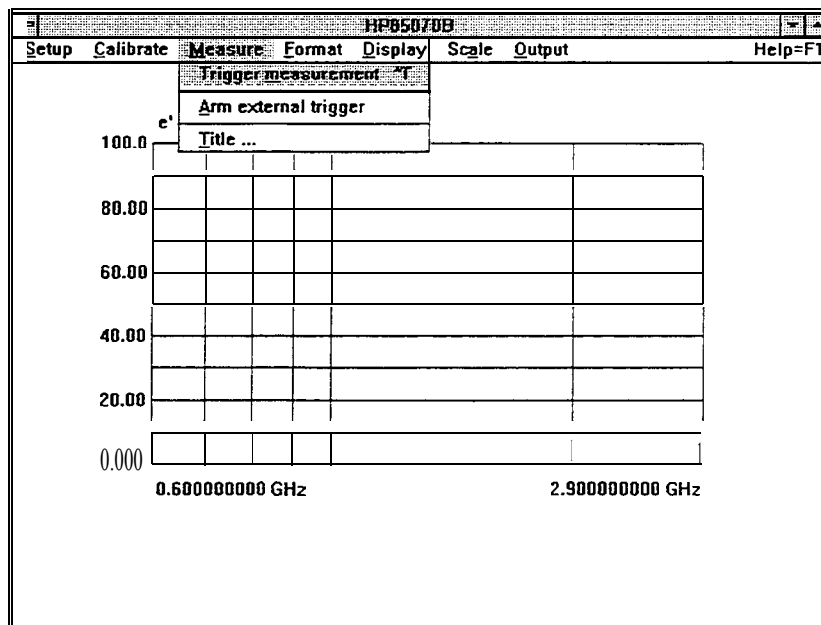 HP85070B
Setup Calibrate Measure Format Display Scale Output Help=F1
Trigger measurement ^T
Arm external trigger
Title ...
e'
100.0
80.00
60.00
40.00
20.00
0.000
0.600000000 GHz 2.900000000 GHz